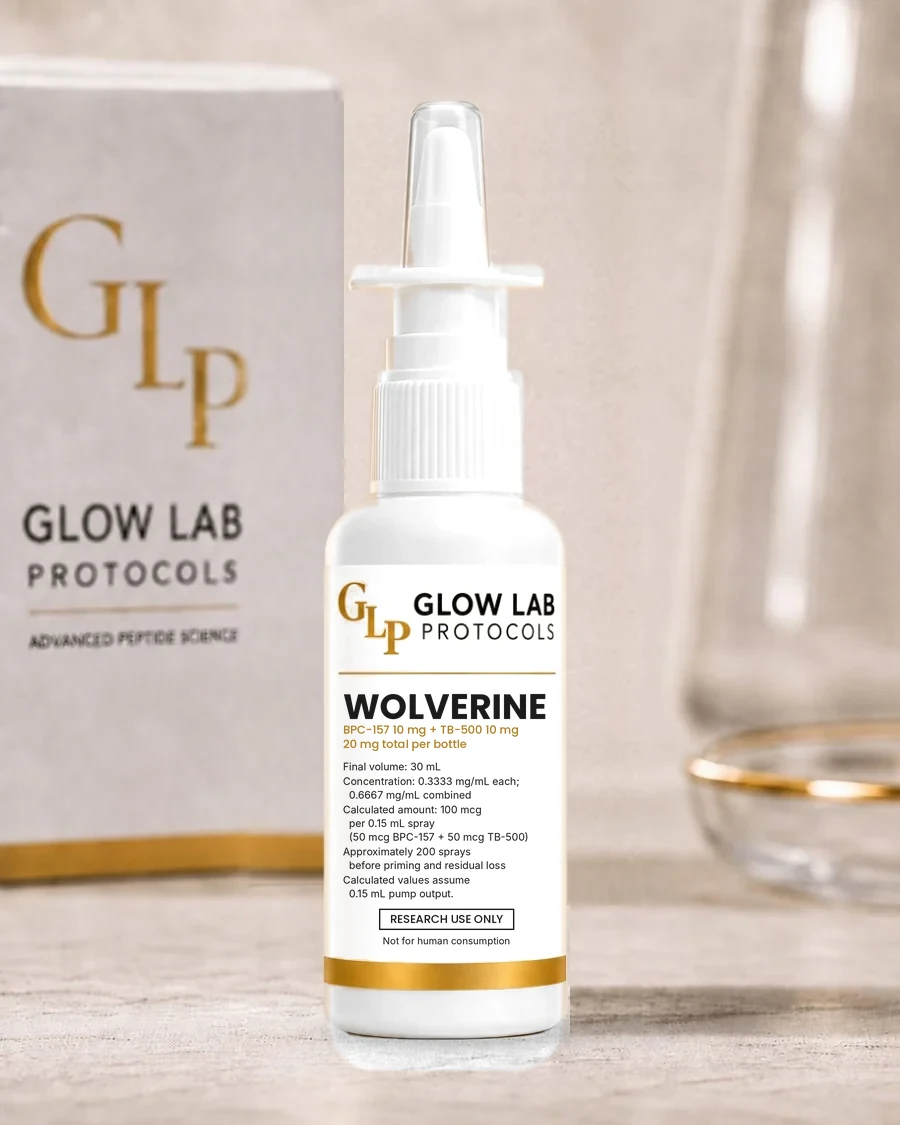 GLP
GLOW LAB
PROTOCOLS
ADVANCED PEPTIDE SCIENCE
GLP
GLOW LAB
PROTOCOLS
WOLVERINE
BPC-157 10 mg + TB-500 10 mg
20 mg total per bottle
Final volume: 30 mL
Concentration: 0.3333 mg/mL each;
0.6667 mg/mL combined
Calculated amount: 100 mcg
per 0.15 mL spray
(50 mcg BPC-157 + 50 mcg TB-500)
Approximately 200 sprays
before priming and residual loss
Calculated values assume
0.15 mL pump output.
RESEARCH USE ONLY
Not for human consumption